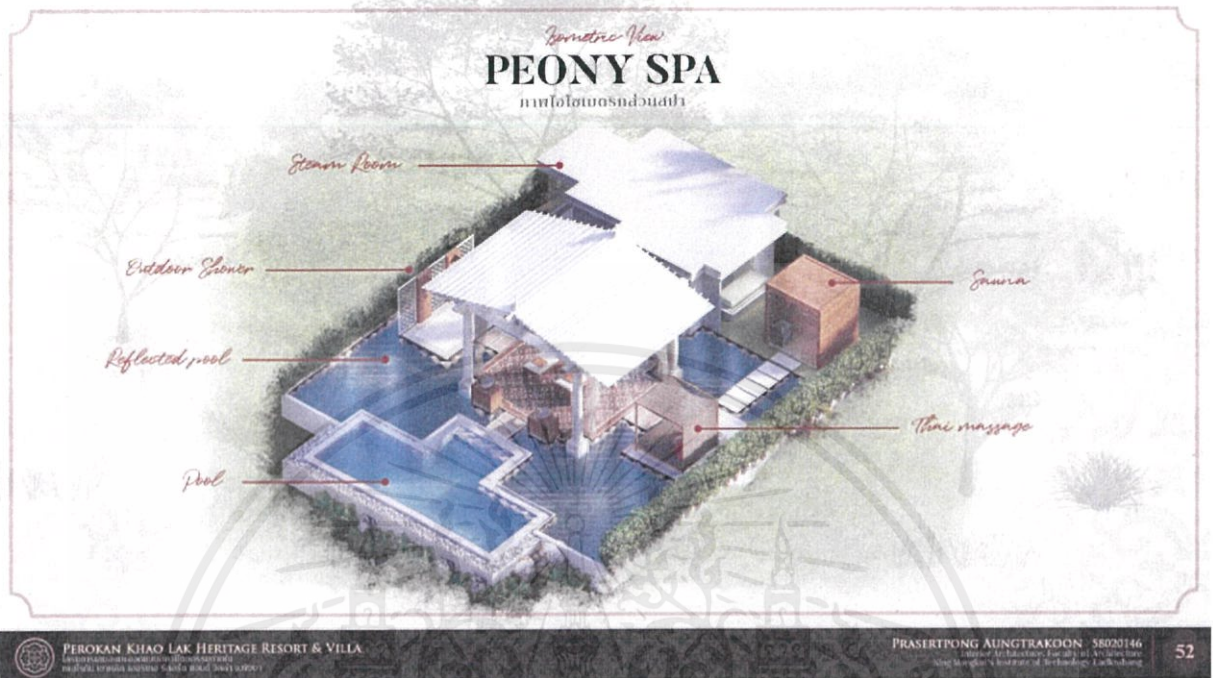 Isometric View
PEONY SPA
ภาพไอโซเมตรกส่วนสปา
Steam Room
Outdoor Shower
Sauna
Reflected pool
Thai massage
Pool
PEROKAN KHAO LAK HERITAGE RESORT & VILLA
PRASERTPONG AUNGTRAKOON 58020146
Interior Architecture, Faculty of Architecture
King Mongkut's Institute of Technology Ladkrabang
52